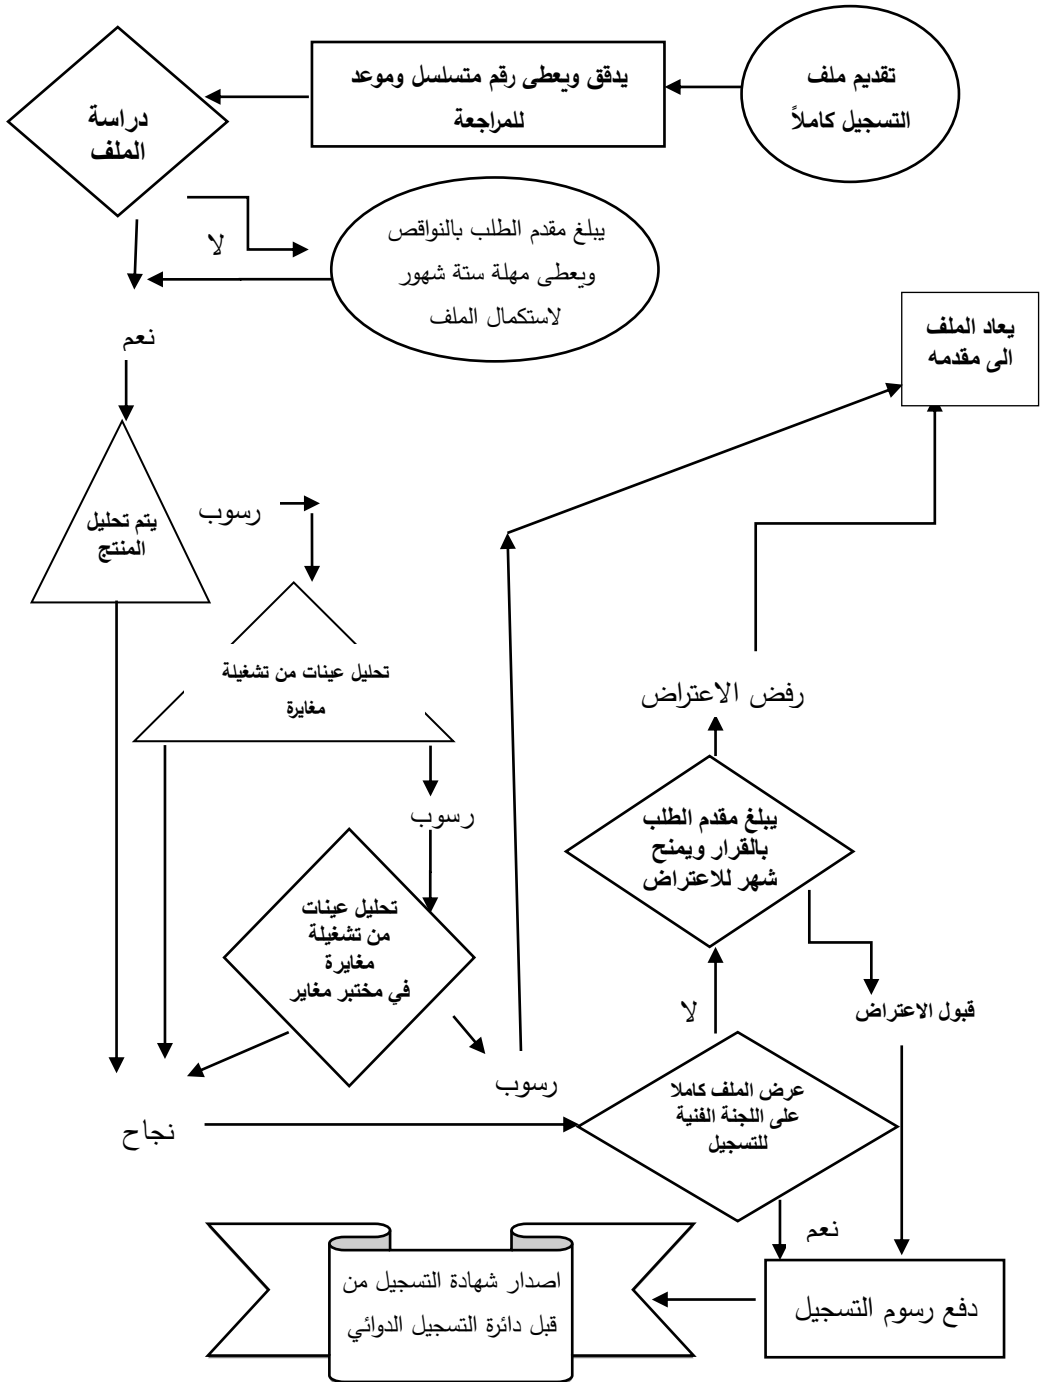 تقديم ملف
التسجيل كاملاً
يدقق ويعطى رقم متسلسل وموعد
للمراجعة
دراسة
الملف
لا
يبلغ مقدم الطلب بالنواقص
ويعطى مهلة ستة شهور
لاستكمال الملف
نعم
يعاد الملف
الى مقدمه
يتم تحليل
المنتج
رسوب
تحليل عينات من تشغيلة
مغايرة
رسوب
تحليل عينات
من تشغيلة
مغايرة
في مختبر مغاير
رسوب
نجاح
رفض الاعتراض
يبلغ مقدم الطلب
بالقرار ويمنح
شهر للاعتراض
قبول الاعتراض
لا
عرض الملف كاملا
على اللجنة الفنية
للتسجيل
نعم
دفع رسوم التسجيل
اصدار شهادة التسجيل من
قبل دائرة التسجيل الدوائي